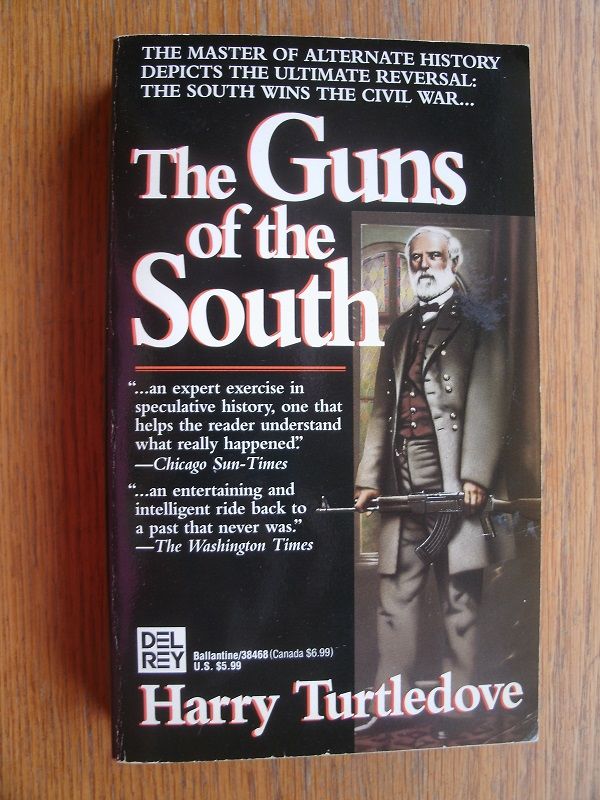 THE MASTER OF ALTERNATE HISTORY
DEPICTS THE ULTIMATE REVERSAL:
THE SOUTH WINS THE CIVIL WAR...
The Guns
of the
South
"...an expert exercise in
speculative history, one that
helps the reader understand
what really happened."
—Chicago Sun-Times
"...an entertaining and
intelligent ride back to
a past that never was."
—The Washington Times
DEL
REY
Ballantine/38468 (Canada $6.99)
U.S. $5.99
Harry Turtledove